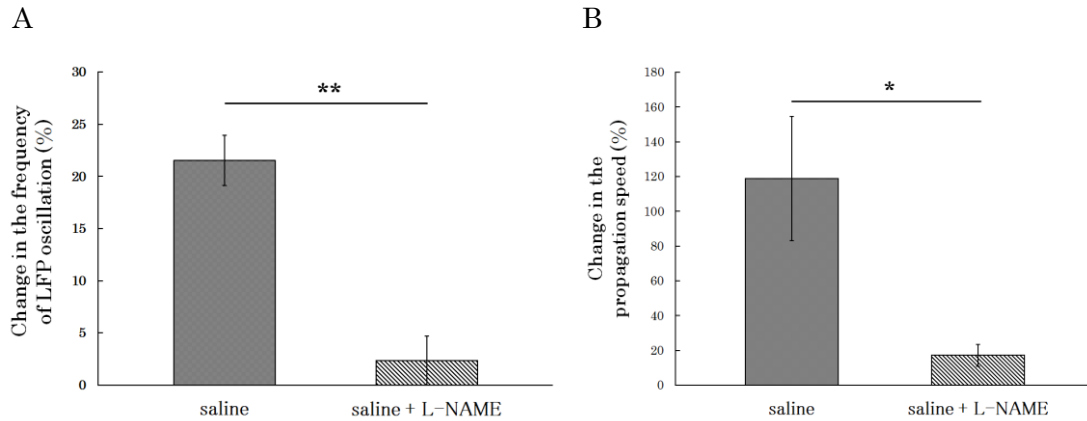 A
Change in the frequency
of LFP oscillation (%)
30
25
20
15
10
5
0
**
saline
saline + L-NAME
B
Change in the
propagation speed (%)
180
160
140
120
100
80
60
40
20
0
*
saline
saline + L-NAME